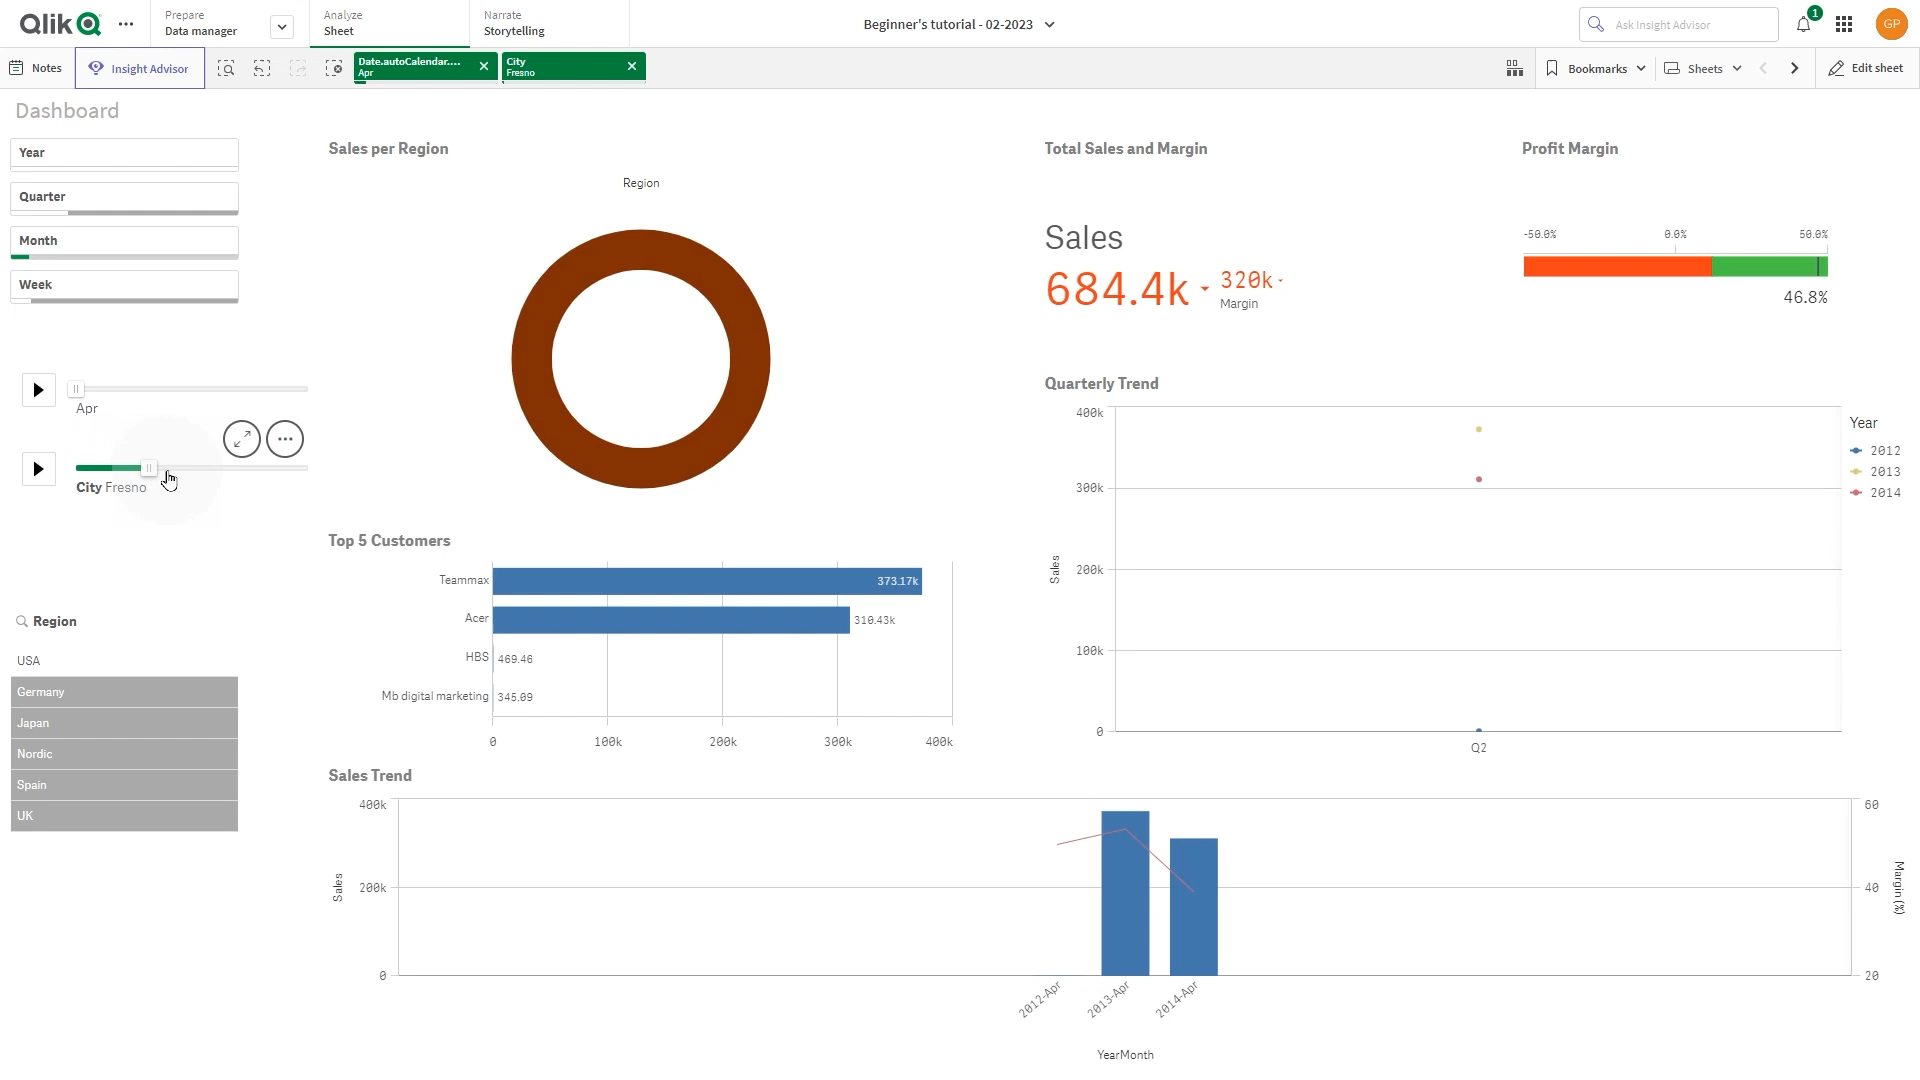 Qlik
Prepare
Data manager
Analyze
Sheet
Narrate
Storytelling
Beginner's tutorial - 02-2023
Ask Insight Advisor
1
GP
Notes
Insight Advisor
Date.autoCalendar....
Apr
City
Fresno
Bookmarks
Sheets
Edit sheet
Dashboard
Year
Quarter
Month
Week
Apr
City Fresno
Region
USA
Germany
Japan
Nordic
Spain
UK
Sales per Region
Region
Top 5 Customers
Teammax 373.17k
Acer 310.43k
HBS 469.46
Mb digital marketing 345.09
0 100k 200k 300k 400k
Total Sales and Margin
Sales
684.4k
320k
Margin
Profit Margin
-50.0% 0.0% 50.0%
46.8%
Quarterly Trend
400k
300k
200k
100k
0
Sales
Q2
Year
2012
2013
2014
Sales Trend
400k
200k
0
Sales
60
40
20
Margin (%)
2012-Apr
2013-Apr
2014-Apr
YearMonth